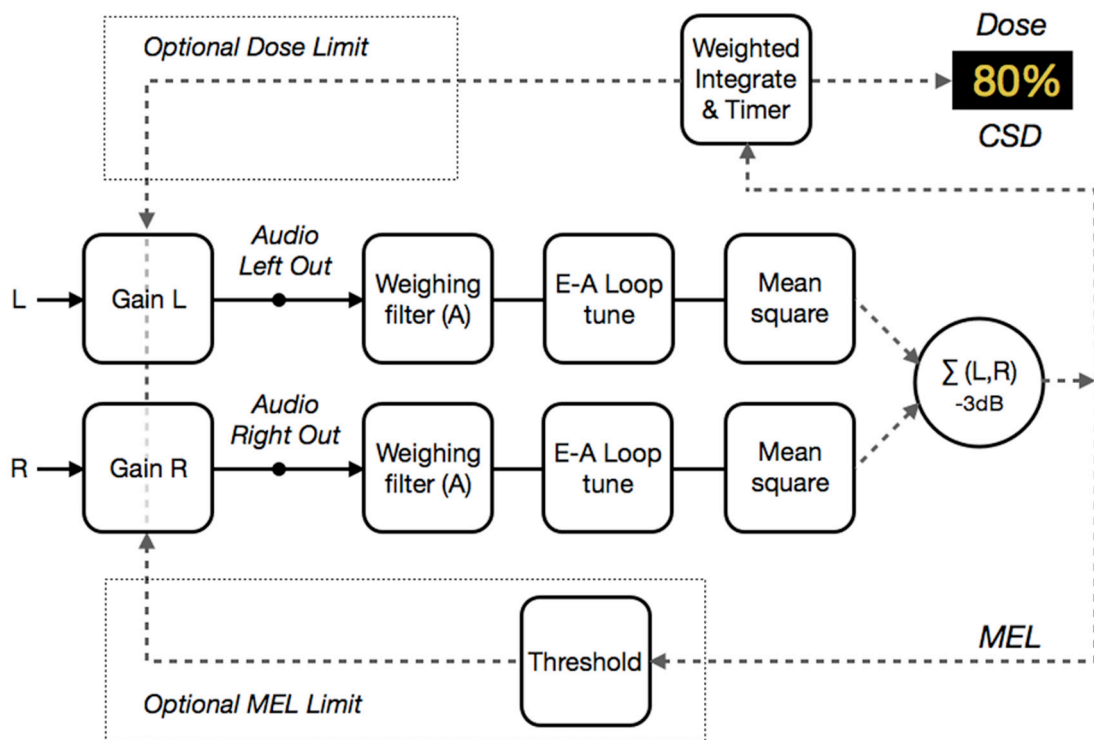 Optional Dose Limit
Weighted
Integrate
& Timer
Dose
80%
CSD
L
Gain L
Audio
Left Out
Weighing
filter (A)
E-A Loop
tune
Mean
square
∑ (L,R)
-3dB
R
Gain R
Audio
Right Out
Weighing
filter (A)
E-A Loop
tune
Mean
square
Threshold
MEL
Optional MEL Limit